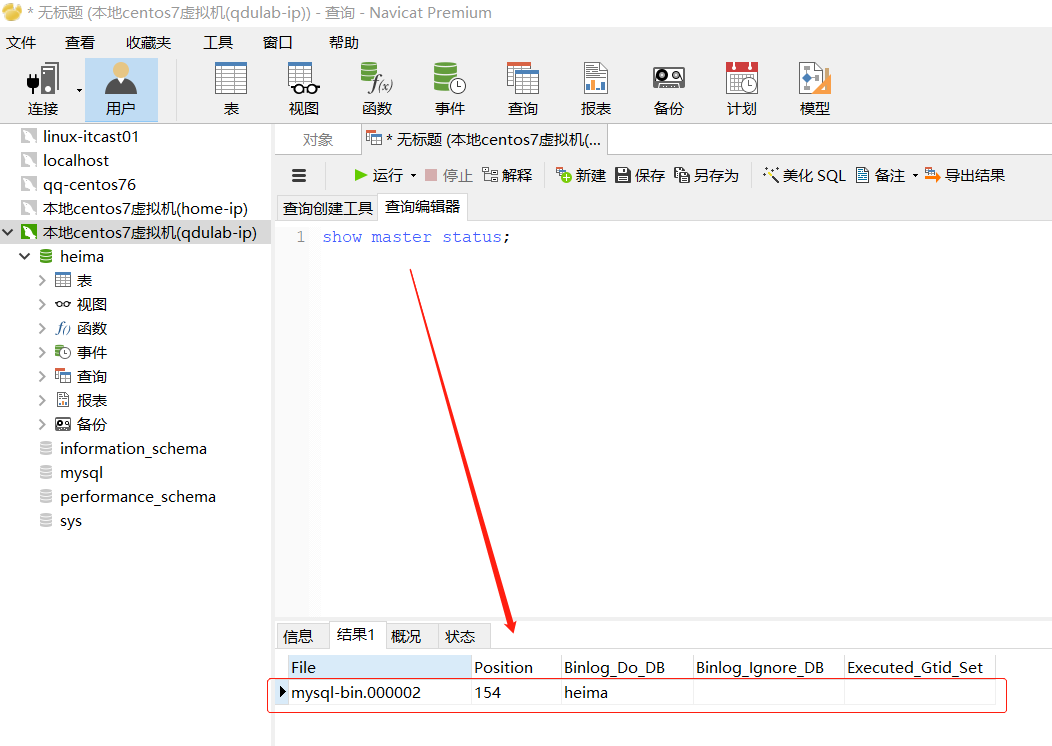 * 无标题 (本地centos7虚拟机(qdulab-ip)) - 查询 - Navicat Premium
文件 查看 收藏夹 工具 窗口 帮助
连接 用户 表 视图 函数 事件 查询 报表 备份 计划 模型
linux-itcast01
localhost
qq-centos76
本地centos7虚拟机(home-ip)
本地centos7虚拟机(qdulab-ip)
heima
表
视图
函数
事件
查询
报表
备份
information_schema
mysql
performance_schema
sys
对象 * 无标题 (本地centos7虚拟机(...
运行 停止 解释 新建 保存 另存为 美化 SQL 备注 导出结果
查询创建工具 查询编辑器
1 show master status;
信息 结果1 概况 状态
File Position Binlog_Do_DB Binlog_Ignore_DB Executed_Gtid_Set
mysql-bin.000002 154 heima